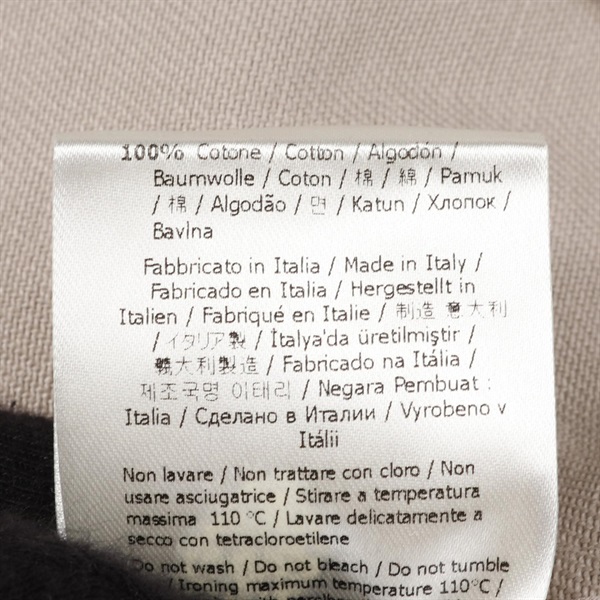 100% Cotone / Cotton / Algodón /
Baumwolle / Coton / 棉 / 綿 / Pamuk
/ 棉 / Algodão / 면 / Katun / Хлопок /
Bavlna
Fabbricato in Italia / Made in Italy /
Fabricado en Italia / Hergestellt in
Italien / Fabriqué en Italie / 制造 意大利
/ イタリア製 / İtalya'da üretilmiştir /
義大利製造 / Fabricado na Itália /
제조국명 이태리 / Negara Pembuat :
Italia / Сделано в Италии / Vyrobeno v
Itálii
Non lavare / Non trattare con cloro / Non
usare asciugatrice / Stirare a temperatura
massima 110 °C / Lavare delicatamente a
secco con tetracloroetilene
Do not wash / Do not bleach / Do not tumble
/ Ironing maximum temperature 110°C /